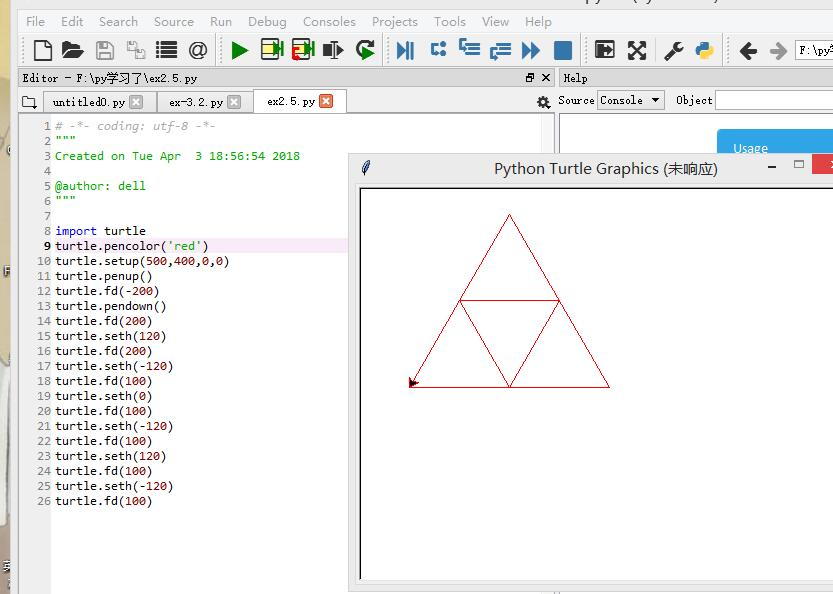 File Edit Search Source Run Debug Consoles Projects Tools View Help
Editor - F:\py学习了\ex2.5.py
Help
untitled0.py ex-3.2.py ex2.5.py
Source Console Object
Usage
Python Turtle Graphics (未响应)
1 # -*- coding: utf-8 -*-
2 """
3 Created on Tue Apr  3 18:56:54 2018
4
5 @author: dell
6 """
7
8 import turtle
9 turtle.pencolor('red')
10 turtle.setup(500,400,0,0)
11 turtle.penup()
12 turtle.fd(-200)
13 turtle.pendown()
14 turtle.fd(200)
15 turtle.seth(120)
16 turtle.fd(200)
17 turtle.seth(-120)
18 turtle.fd(100)
19 turtle.seth(0)
20 turtle.fd(100)
21 turtle.seth(-120)
22 turtle.fd(100)
23 turtle.seth(120)
24 turtle.fd(100)
25 turtle.seth(-120)
26 turtle.fd(100)